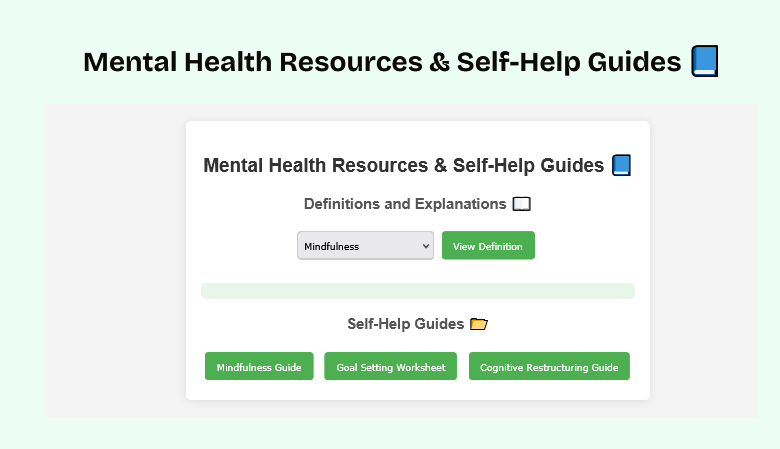 Mental Health Resources & Self-Help Guides 📘
Mental Health Resources & Self-Help Guides 📘
Definitions and Explanations 📖
Mindfulness View Definition
Self-Help Guides 📂
Mindfulness Guide Goal Setting Worksheet Cognitive Restructuring Guide